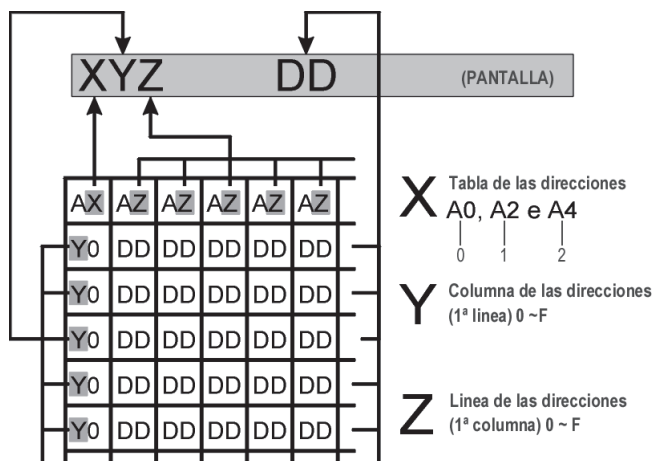 XYZ DD (PANTALLA)
AX AZ AZ AZ AZ AZ
Y0 DD DD DD DD DD
Y0 DD DD DD DD DD
Y0 DD DD DD DD DD
Y0 DD DD DD DD DD
Y0 DD DD DD DD DD
X Tabla de las direcciones
A0, A2 e A4
0 1 2
Y Columna de las direcciones
(1ª linea) 0 ~F
Z Linea de las direcciones
(1ª columna) 0 ~ F